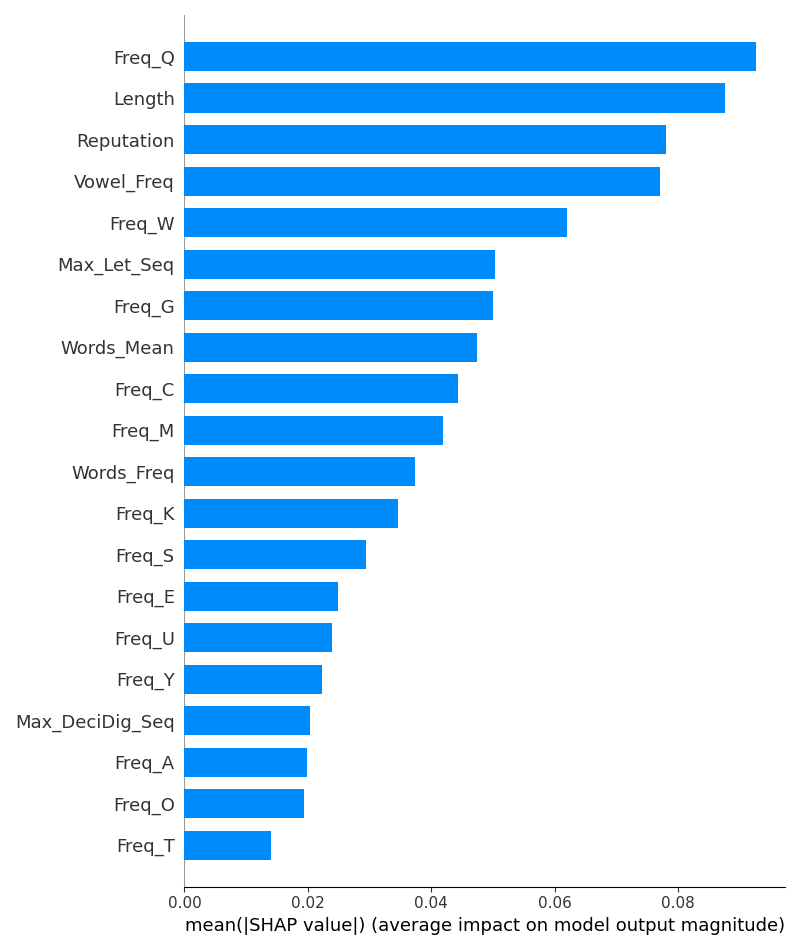 Freq_Q
Length
Reputation
Vowel_Freq
Freq_W
Max_Let_Seq
Freq_G
Words_Mean
Freq_C
Freq_M
Words_Freq
Freq_K
Freq_S
Freq_E
Freq_U
Freq_Y
Max_DeciDig_Seq
Freq_A
Freq_O
Freq_T
0.00 0.02 0.04 0.06 0.08
mean(|SHAP value|) (average impact on model output magnitude)